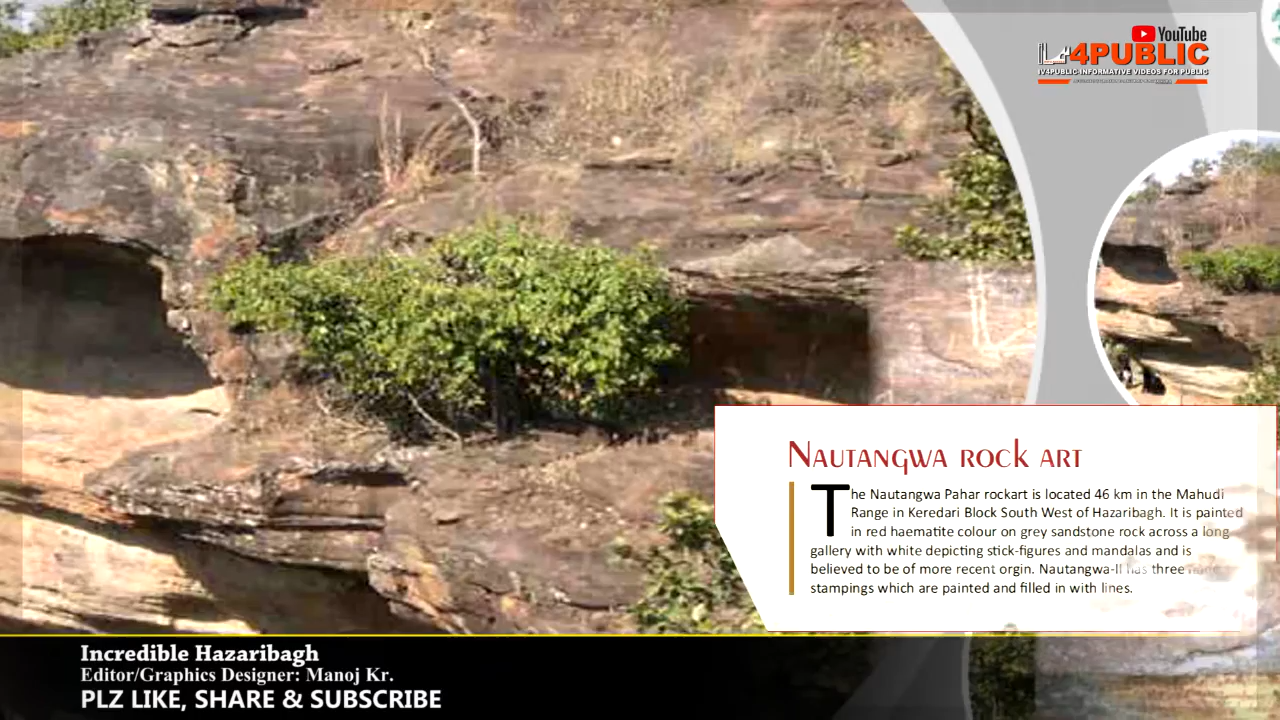 YouTube
4PUBLIC
IV4PUBLIC-INFORMATIVE VIDEOS FOR PUBLIC
Nautangwa rock art
The Nautangwa Pahar rockart is located 46 km in the Mahudi
Range in Keredari Block South West of Hazaribagh. It is painted
in red haematite colour on grey sandstone rock across a long
gallery with white depicting stick-figures and mandalas and is
believed to be of more recent orgin. Nautangwa-II has three
stampings which are painted and filled in with lines.
Incredible Hazaribagh
Editor/Graphics Designer: Manoj Kr.
PLZ LIKE, SHARE & SUBSCRIBE